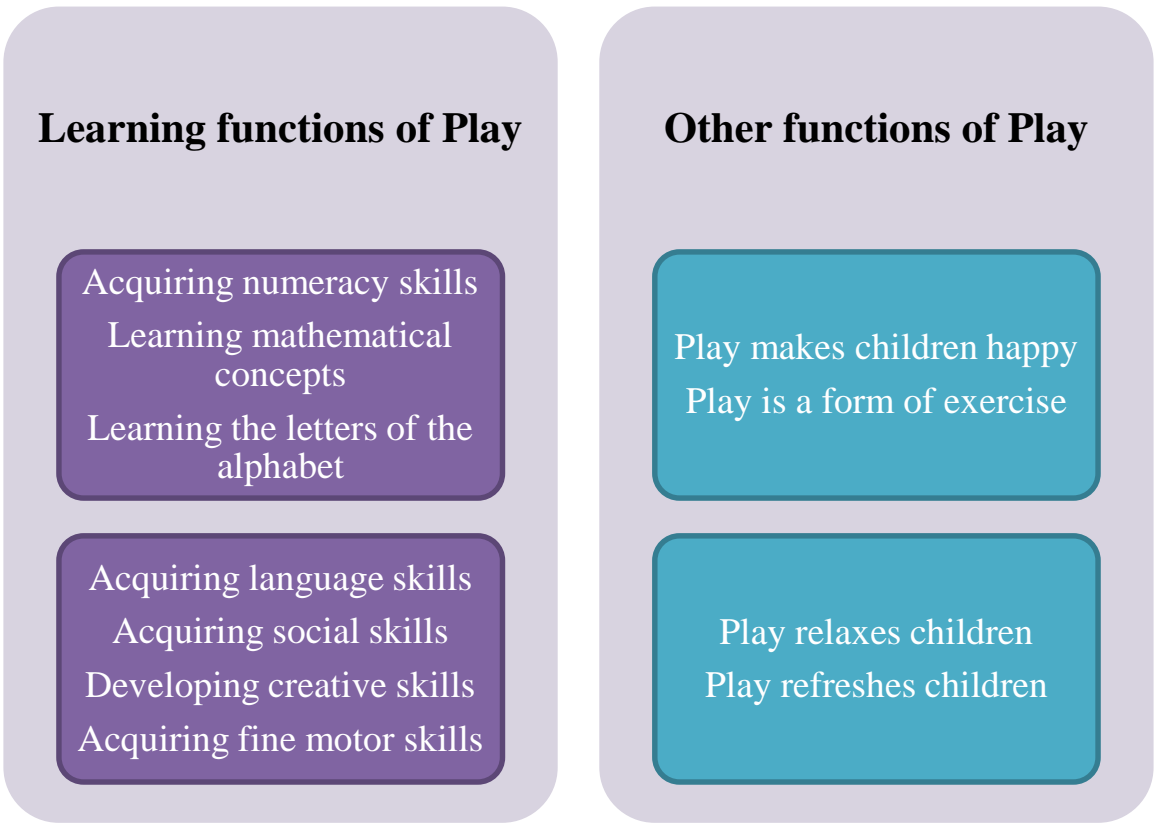 Learning functions of Play
Acquiring numeracy skills
Learning mathematical
concepts
Learning the letters of the
alphabet
Acquiring language skills
Acquiring social skills
Developing creative skills
Acquiring fine motor skills
Other functions of Play
Play makes children happy
Play is a form of exercise
Play relaxes children
Play refreshes children